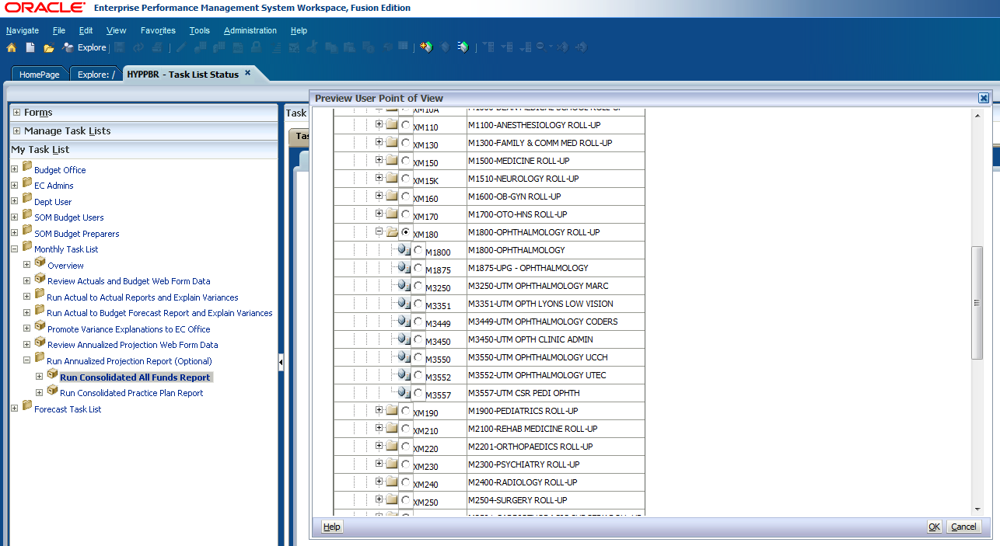 ORACLE Enterprise Performance Management System Workspace, Fusion Edition
Navigate File Edit View Favorites Tools Administration Help
Explore
HomePage Explore: / HYPPBR - Task List Status
Forms
Manage Task Lists
My Task List
Budget Office
EC Admins
Dept User
SOM Budget Users
SOM Budget Preparers
Monthly Task List
Overview
Review Actuals and Budget Web Form Data
Run Actual to Actual Reports and Explain Variances
Run Actual to Budget Forecast Report and Explain Variances
Promote Variance Explanations to EC Office
Review Annualized Projection Web Form Data
Run Annualized Projection Report (Optional)
Run Consolidated All Funds Report
Run Consolidated Practice Plan Report
Forecast Task List
Task
Tas
Preview User Point of View
XM10A
XM110 M1100-ANESTHESIOLOGY ROLL-UP
XM130 M1300-FAMILY & COMM MED ROLL-UP
XM150 M1500-MEDICINE ROLL-UP
XM15K M1510-NEUROLOGY ROLL-UP
XM160 M1600-OB-GYN ROLL-UP
XM170 M1700-OTO-HNS ROLL-UP
XM180 M1800-OPHTHALMOLOGY ROLL-UP
M1800 M1800-OPHTHALMOLOGY
M1875 M1875-UPG - OPHTHALMOLOGY
M3250 M3250-UTM OPHTHALMOLOGY MARC
M3351 M3351-UTM OPTH LYONS LOW VISION
M3449 M3449-UTM OPHTHALMOLOGY CODERS
M3450 M3450-UTM OPTH CLINIC ADMIN
M3550 M3550-UTM OPHTHALMOLOGY UCCH
M3552 M3552-UTM OPHTHALMOLOGY UTEC
M3557 M3557-UTM CSR PEDI OPHTH
XM190 M1900-PEDIATRICS ROLL-UP
XM210 M2100-REHAB MEDICINE ROLL-UP
XM220 M2201-ORTHOPAEDICS ROLL-UP
XM230 M2300-PSYCHIATRY ROLL-UP
XM240 M2400-RADIOLOGY ROLL-UP
XM250 M2504-SURGERY ROLL-UP
Help OK Cancel